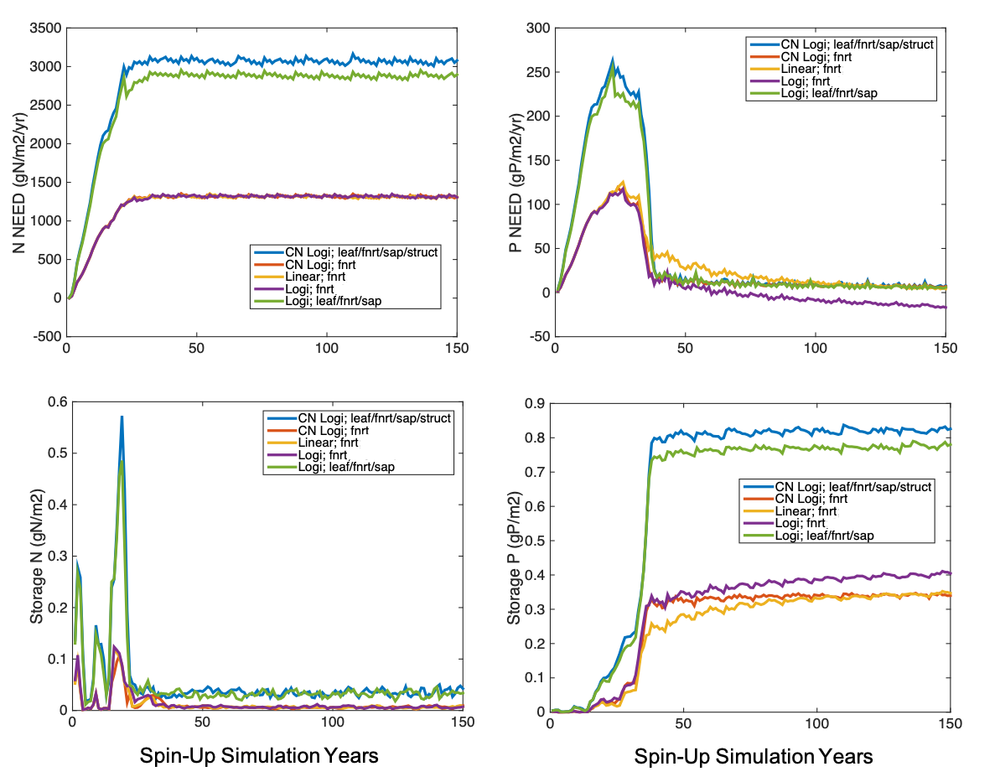 3500
3000
2500
2000
1500
1000
500
0
-500
0
50
100
150
N NEED (gN/m2/yr)
CN Logi; leaf/fnrt/sap/struct
CN Logi; fnrt
Linear; fnrt
Logi; fnrt
Logi; leaf/fnrt/sap
300
250
200
150
100
50
0
-50
0
50
100
150
P NEED (gP/m2/yr)
CN Logi; leaf/fnrt/sap/struct
CN Logi; fnrt
Linear; fnrt
Logi; fnrt
Logi; leaf/fnrt/sap
0.6
0.5
0.4
0.3
0.2
0.1
0
0
50
100
150
Storage N (gN/m2)
CN Logi; leaf/fnrt/sap/struct
CN Logi; fnrt
Linear; fnrt
Logi; fnrt
Logi; leaf/fnrt/sap
Spin-Up Simulation Years
0.9
0.8
0.7
0.6
0.5
0.4
0.3
0.2
0.1
0
0
50
100
150
Storage P (gP/m2)
CN Logi; leaf/fnrt/sap/struct
CN Logi; fnrt
Linear; fnrt
Logi; fnrt
Logi; leaf/fnrt/sap
Spin-Up Simulation Years